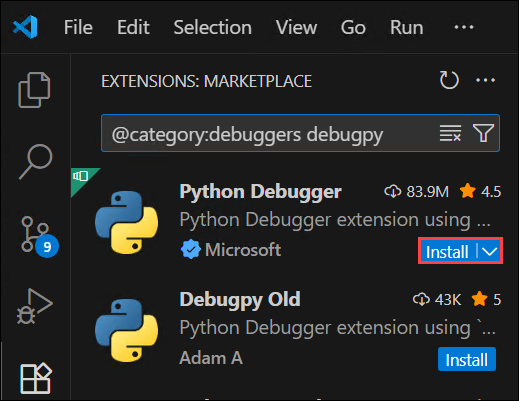 File Edit Selection View Go Run ...
EXTENSIONS: MARKETPLACE
@category:debuggers debugpy
Python Debugger 83.9M 4.5
Python Debugger extension using ...
Microsoft Install
9
Debugpy Old 43K 5
Python Debugger extension using `...
Adam A Install